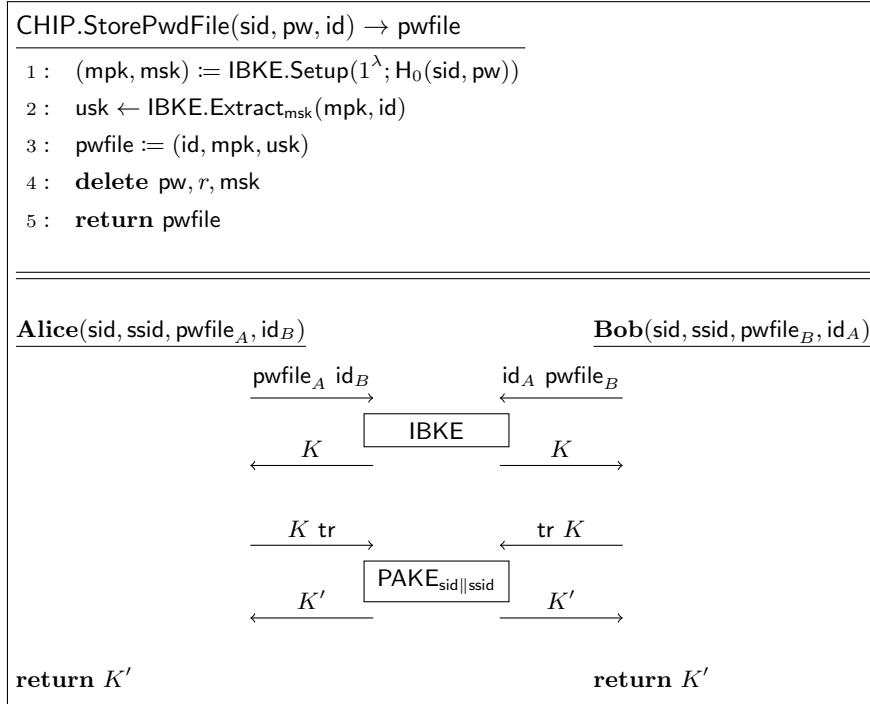 CHIP.StorePwdFile(sid, pw, id) → pwfile
1 : (mpk, msk) := IBKE.Setup(1^λ; H₀(sid, pw))
2 : usk ← IBKE.Extract_msk(mpk, id)
3 : pwfile := (id, mpk, usk)
4 : delete pw, r, msk
5 : return pwfile
Alice(sid, ssid, pwfile_A, id_B) Bob(sid, ssid, pwfile_B, id_A)
pwfile_A id_B id_A pwfile_B
IBKE
K K
K tr tr K
PAKE_sid||ssid
K′ K′
return K′ return K′